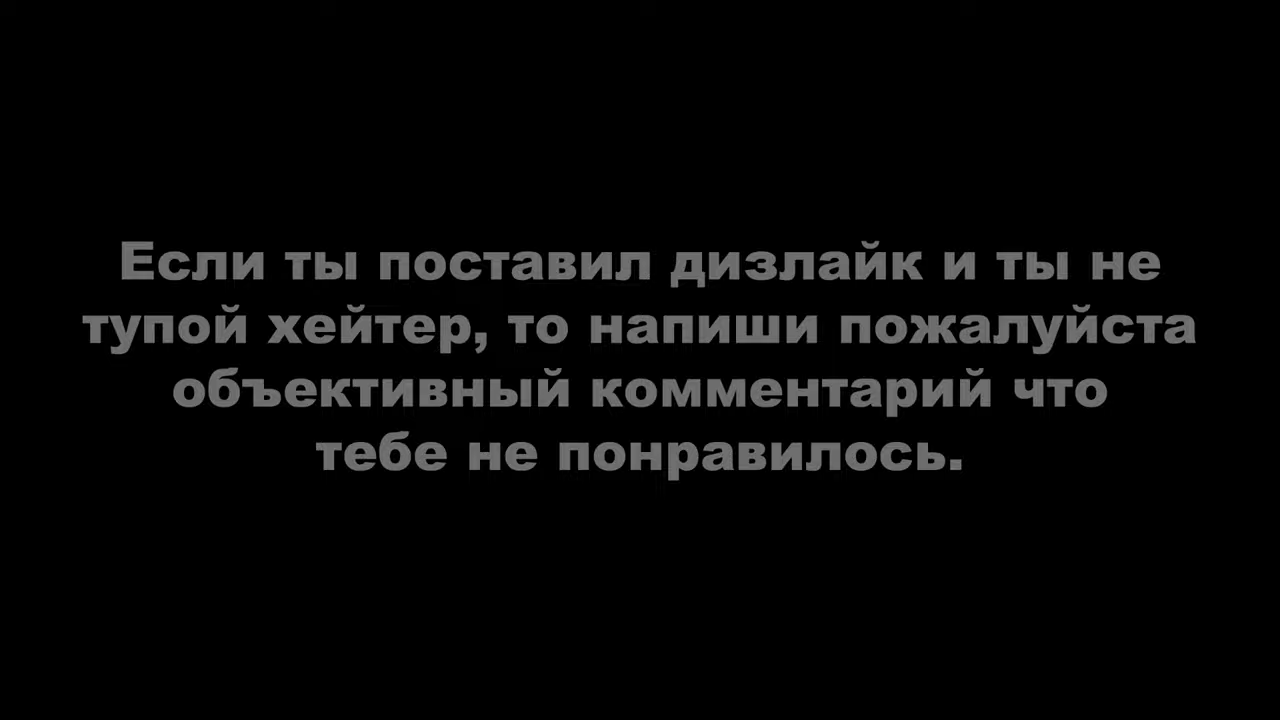 Если ты поставил дизлайк и ты не
тупой хейтер, то напиши пожалуйста
объективный комментарий что
тебе не понравилось.